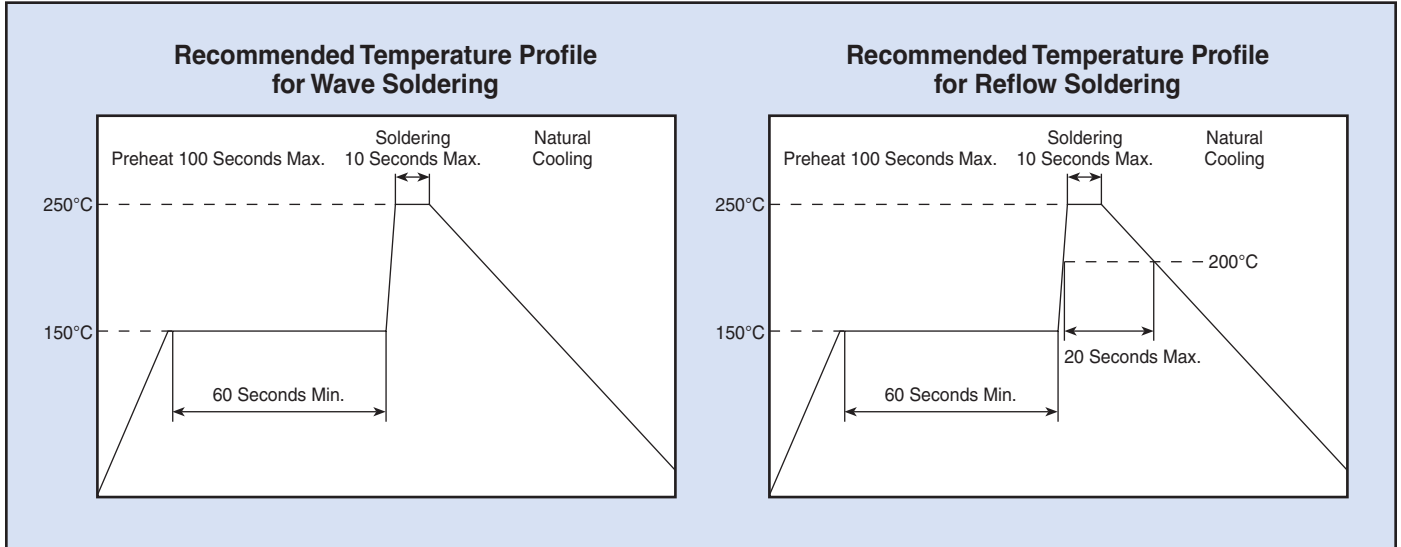 Recommended Temperature Profile
for Wave Soldering
Preheat 100 Seconds Max.
Soldering
10 Seconds Max.
Natural
Cooling
250°C
150°C
60 Seconds Min.
Recommended Temperature Profile
for Reflow Soldering
Preheat 100 Seconds Max.
Soldering
10 Seconds Max.
Natural
Cooling
250°C
200°C
150°C
20 Seconds Max.
60 Seconds Min.